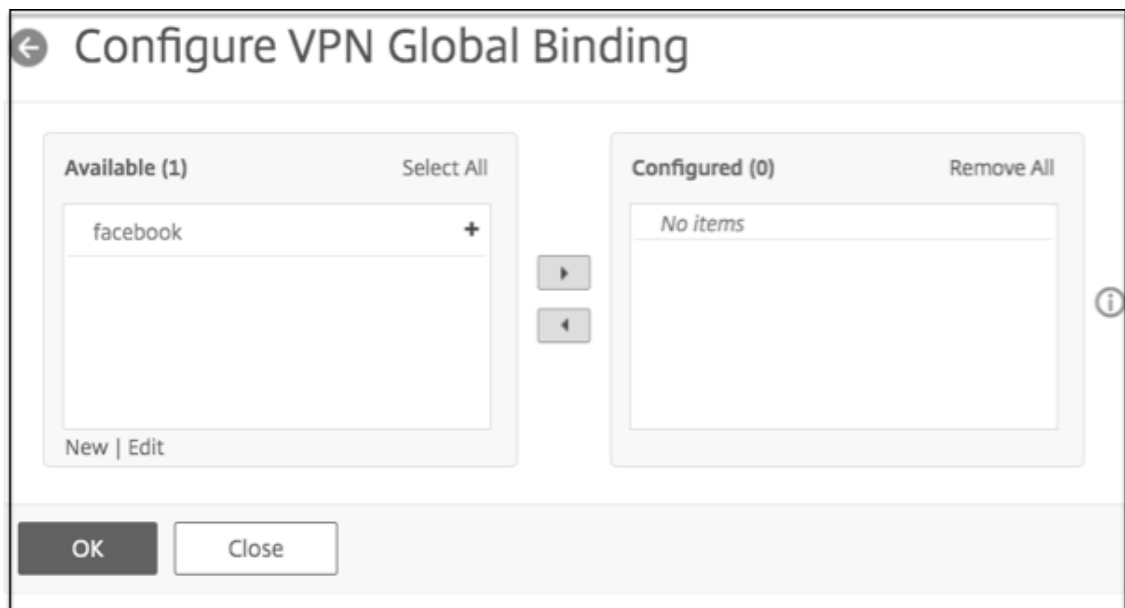 Configure VPN Global Binding
Available (1) Select All
facebook +
New | Edit
Configured (0) Remove All
No items
OK
Close